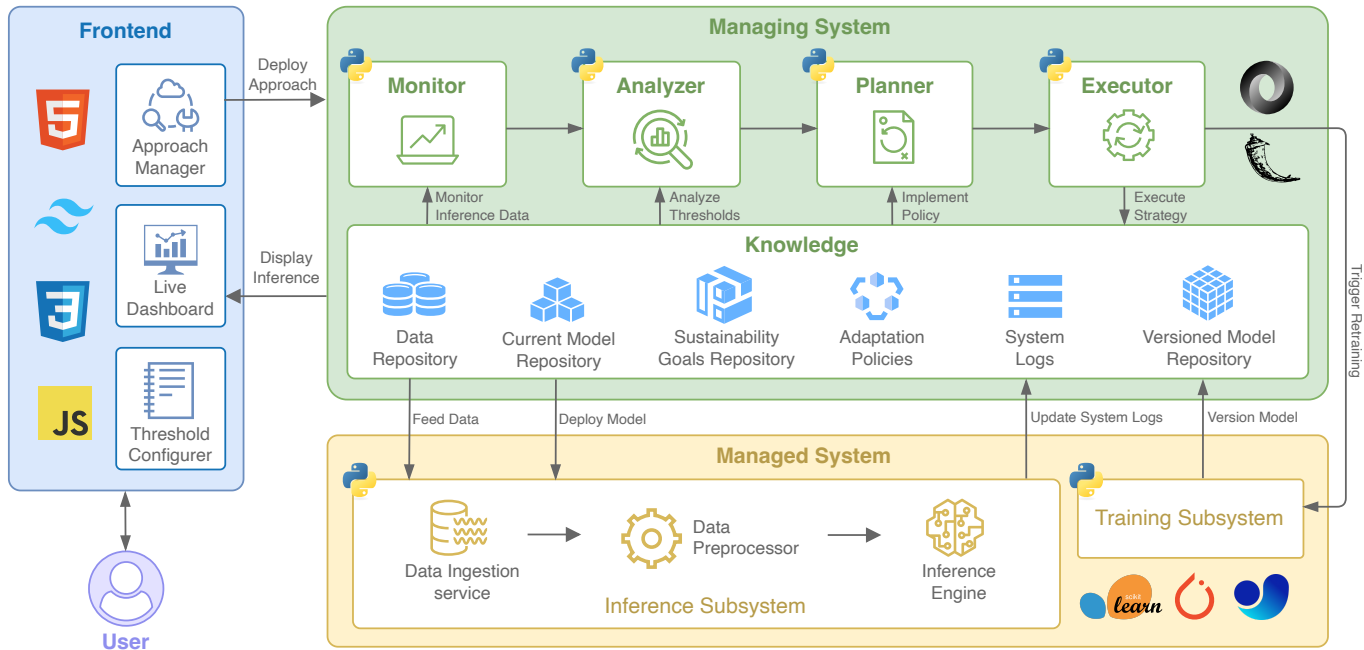 Frontend
5
Deploy
Approach
Approach
Manager
Display
Inference
Live
Dashboard
3
JS
Threshold
Configurer
User
Managing System
Monitor
Analyzer
Planner
Executor
Monitor
Inference Data
Analyze
Thresholds
Implement
Policy
Execute
Strategy
Knowledge
Data
Repository
Current Model
Repository
Sustainability
Goals Repository
Adaptation
Policies
System
Logs
Versioned Model
Repository
Trigger Retraining
Feed Data
Deploy Model
Update System Logs
Version Model
Managed System
Data Ingestion
service
Data
Preprocessor
Inference
Engine
Inference Subsystem
Training Subsystem
scikit
learn